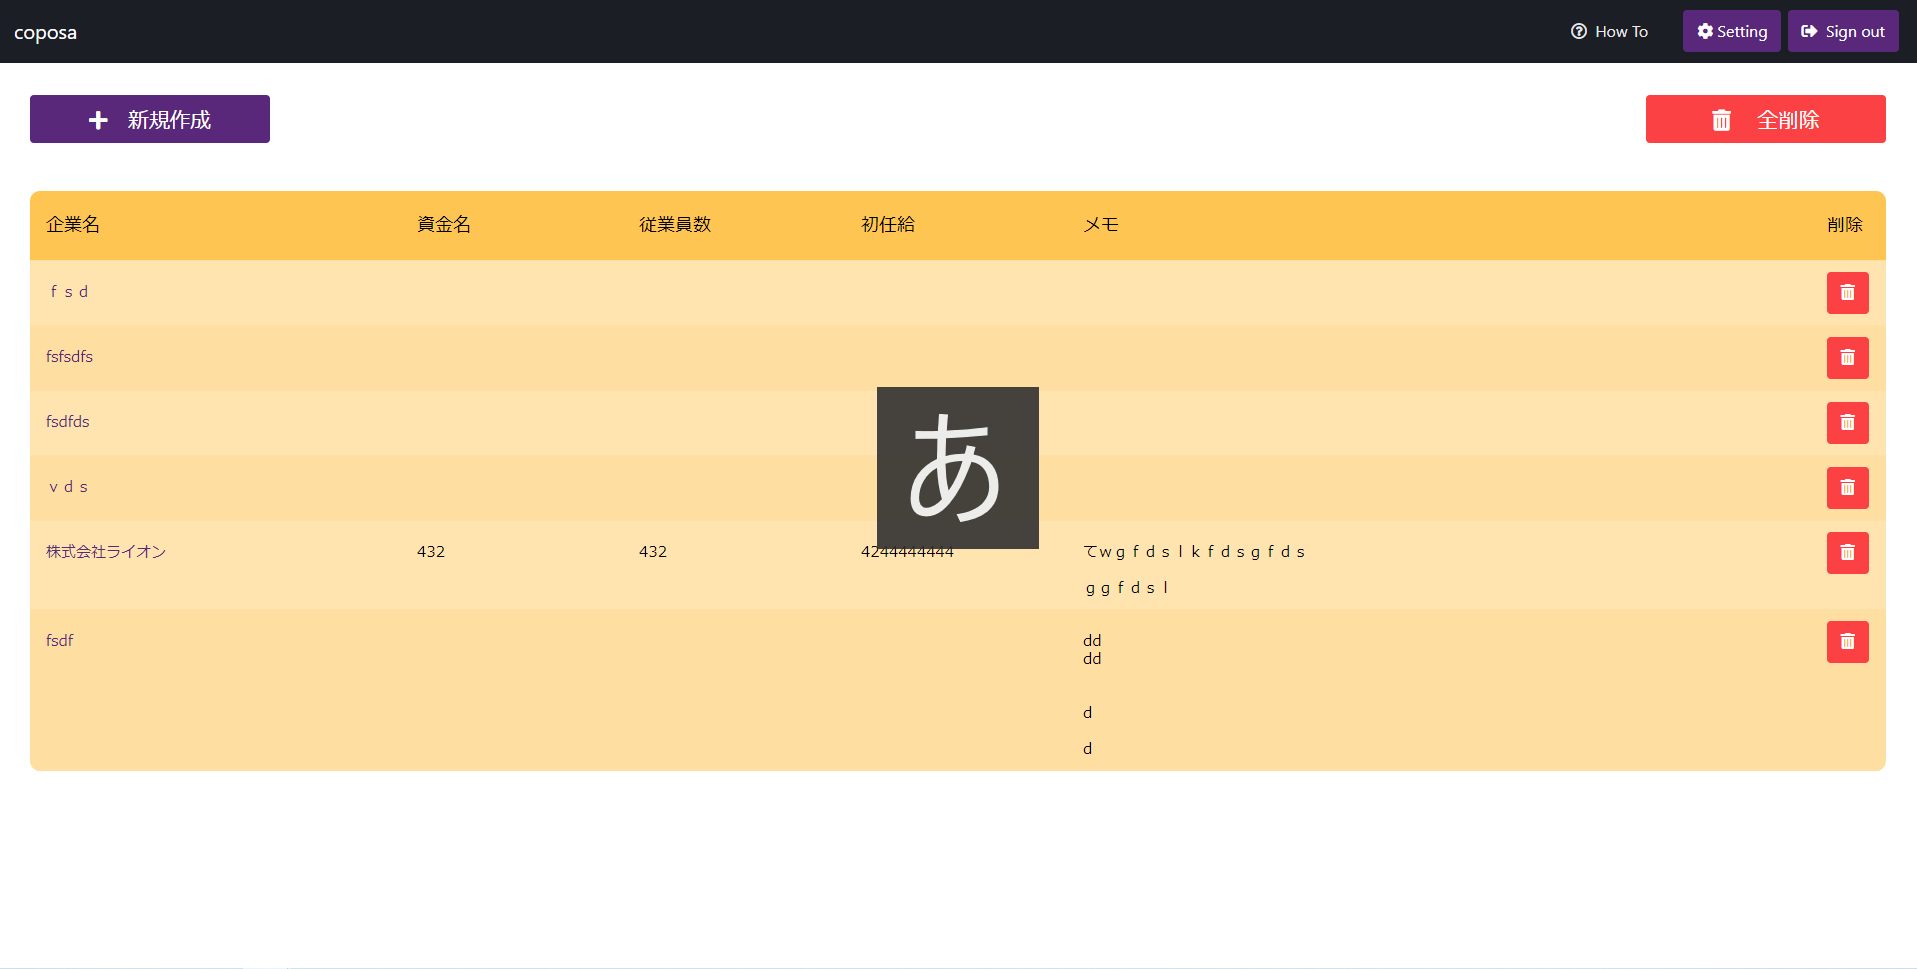 coposa
How To
Setting
Sign out
新規作成
全削除
企業名 資金名 従業員数 初任給 メモ 削除
ｆｓｄ
fsfsdfs
fsdfds
ｖｄｓ
あ
株式会社ライオン 432 432 4244444444 てｗｇｆｄｓｌｋｆｄｓｇｆｄｓ
ｇｇｆｄｓｌ
fsdf dd
dd
d
d